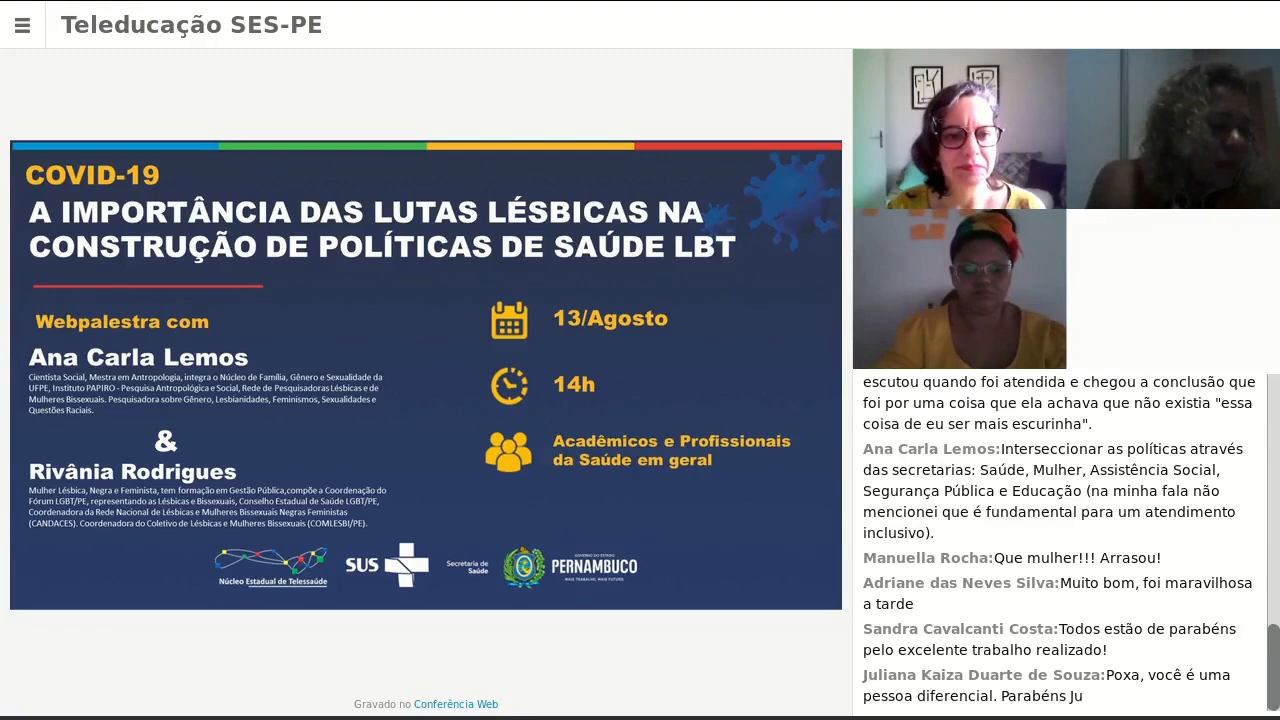 Teleducação SES-PE
COVID-19
A IMPORTÂNCIA DAS LUTAS LÉSBICAS NA
CONSTRUÇÃO DE POLÍTICAS DE SAÚDE LBT
Webpalestra com
Ana Carla Lemos
Cientista Social, Mestra em Antropologia, integra o Núcleo de Família, Gênero e Sexualidade da
UFPE, Instituto PAPIRO - Pesquisa Antropológica e Social, Rede de Pesquisadoras Lésbicas e de
Mulheres Bissexuais. Pesquisadora sobre Gênero, Lesbianidades, Feminismos, Sexualidades e
Questões Raciais.
&
Rivânia Rodrigues
Mulher Lésbica, Negra e Feminista, tem formação em Gestão Pública,compõe a Coordenação do
Fórum LGBT/PE, representando as Lésbicas e Bissexuais, Conselho Estadual de Saúde LGBT/PE,
Coordenadora da Rede Nacional de Lésbicas e Mulheres Bissexuais Negras Feministas
(CANDACES). Coordenadora do Coletivo de Lésbicas e Mulheres Bissexuais (COMLESBI/PE).
13/Agosto
14h
Acadêmicos e Profissionais
da Saúde em geral
Núcleo Estadual de Telessaúde
SUS
Secretaria de
Saúde
GOVERNO DO ESTADO
PERNAMBUCO
MAIS TRABALHO, MAIS FUTURO
Gravado no Conferência Web
escutou quando foi atendida e chegou a conclusão que
foi por uma coisa que ela achava que não existia "essa
coisa de eu ser mais escurinha".
Ana Carla Lemos:Interseccionar as políticas através
das secretarias: Saúde, Mulher, Assistência Social,
Segurança Pública e Educação (na minha fala não
mencionei que é fundamental para um atendimento
inclusivo).
Manuella Rocha:Que mulher!!! Arrasou!
Adriane das Neves Silva:Muito bom, foi maravilhosa
a tarde
Sandra Cavalcanti Costa:Todos estão de parabéns
pelo excelente trabalho realizado!
Juliana Kaiza Duarte de Souza:Poxa, você é uma
pessoa diferencial. Parabéns Ju